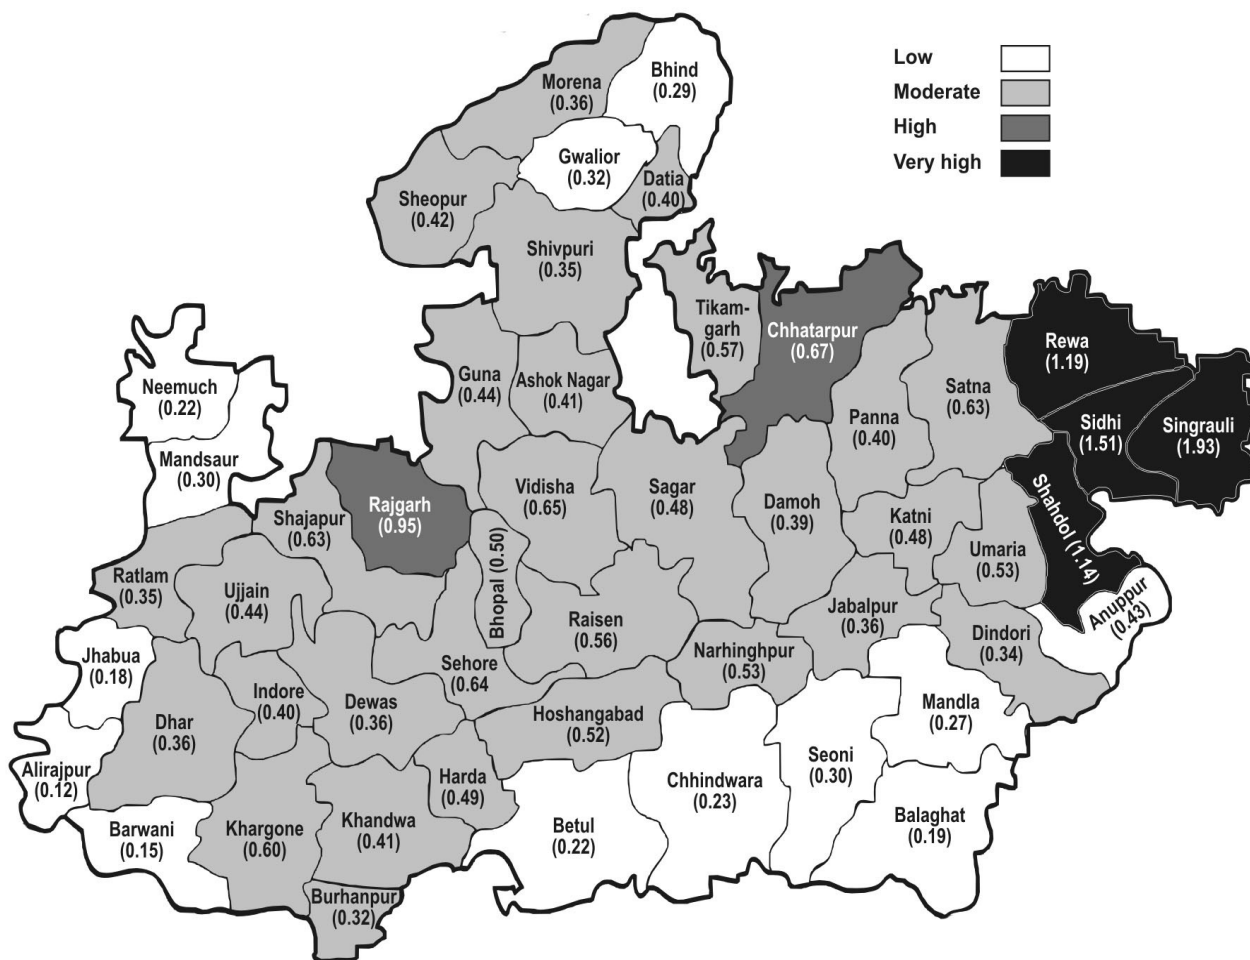 Low
Moderate
High
Very high
Morena
(0.36)
Bhind
(0.29)
Gwalior
(0.32)
Datia
(0.40)
Sheopur
(0.42)
Shivpuri
(0.35)
Tikam-
garh
(0.57)
Chhatarpur
(0.67)
Rewa
(1.19)
Neemuch
(0.22)
Guna
(0.44)
Ashok Nagar
(0.41)
Panna
(0.40)
Satna
(0.63)
Sidhi
(1.51)
Singrauli
(1.93)
Mandsaur
(0.30)
Shajapur
(0.63)
Rajgarh
(0.95)
Vidisha
(0.65)
Sagar
(0.48)
Damoh
(0.39)
Katni
(0.48)
Umaria
(0.53)
Shahdol (1.14)
Ratlam
(0.35)
Ujjain
(0.44)
Bhopal (0.50)
Raisen
(0.56)
Jabalpur
(0.36)
Dindori
(0.34)
Anuppur
(0.43)
Jhabua
(0.18)
Dhar
(0.36)
Indore
(0.40)
Dewas
(0.36)
Sehore
(0.64
Hoshangabad
(0.52)
Narhinghpur
(0.53)
Mandla
(0.27)
Alirajpur
(0.12)
Barwani
(0.15)
Khargone
(0.60)
Khandwa
(0.41)
Harda
(0.49)
Betul
(0.22)
Chhindwara
(0.23)
Seoni
(0.30)
Balaghat
(0.19)
Burhanpur
(0.32)